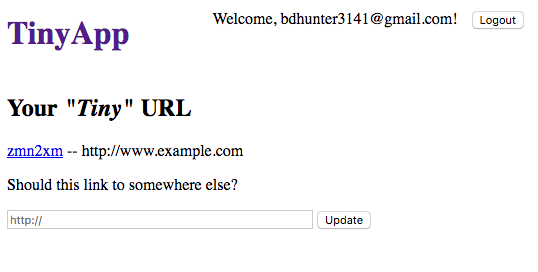 TinyApp
Welcome, bdhunter3141@gmail.com! Logout
Your "Tiny" URL
zmn2xm -- http://www.example.com
Should this link to somewhere else?
http:// Update